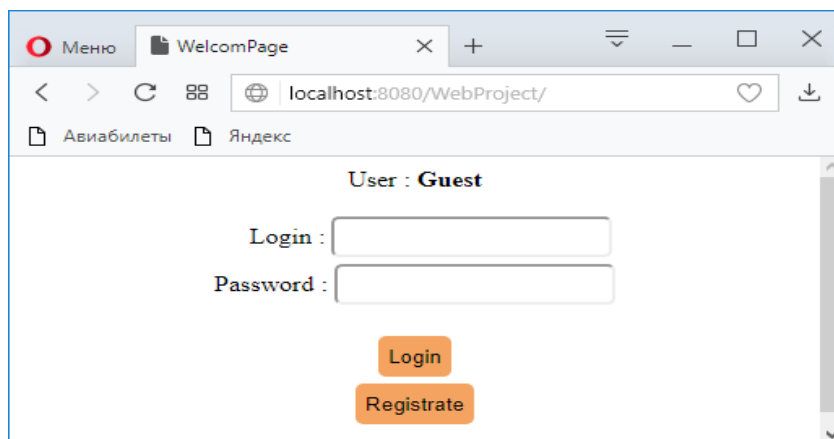 Меню WelcomPage
localhost:8080/WebProject/
Авиабилеты Яндекс
User : Guest
Login :
Password :
Login
Registrate